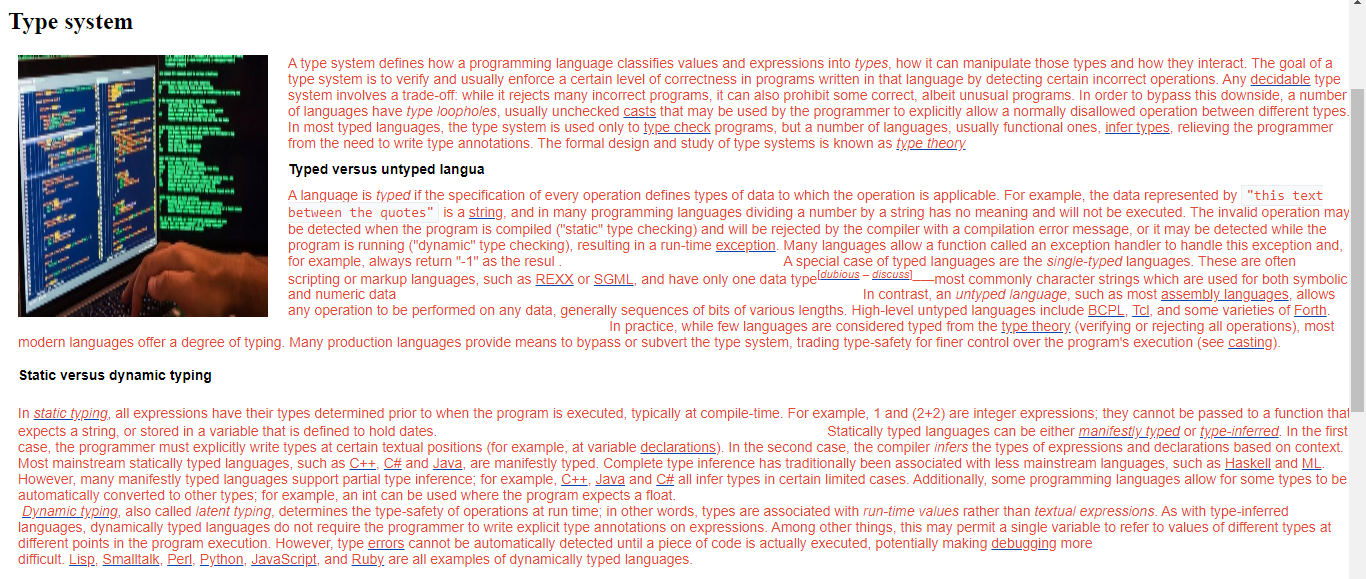 Type system
A type system defines how a programming language classifies values and expressions into types, how it can manipulate those types and how they interact. The goal of a
type system is to verify and usually enforce a certain level of correctness in programs written in that language by detecting certain incorrect operations. Any decidable type
system involves a trade-off: while it rejects many incorrect programs, it can also prohibit some correct, albeit unusual programs. In order to bypass this downside, a number
of languages have type loopholes, usually unchecked casts that may be used by the programmer to explicitly allow a normally disallowed operation between different types.
In most typed languages, the type system is used only to type check programs, but a number of languages, usually functional ones, infer types, relieving the programmer
from the need to write type annotations. The formal design and study of type systems is known as type theory
Typed versus untyped langua
A language is typed if the specification of every operation defines types of data to which the operation is applicable. For example, the data represented by "this text
between the quotes" is a string, and in many programming languages dividing a number by a string has no meaning and will not be executed. The invalid operation may
be detected when the program is compiled ("static" type checking) and will be rejected by the compiler with a compilation error message, or it may be detected while the
program is running ("dynamic" type checking), resulting in a run-time exception. Many languages allow a function called an exception handler to handle this exception and,
for example, always return "-1" as the resul . A special case of typed languages are the single-typed languages. These are often
scripting or markup languages, such as REXX or SGML, and have only one data type[dubious – discuss]—–most commonly character strings which are used for both symbolic
and numeric data In contrast, an untyped language, such as most assembly languages, allows
any operation to be performed on any data, generally sequences of bits of various lengths. High-level untyped languages include BCPL, Tcl, and some varieties of Forth.
In practice, while few languages are considered typed from the type theory (verifying or rejecting all operations), most
modern languages offer a degree of typing. Many production languages provide means to bypass or subvert the type system, trading type-safety for finer control over the program's execution (see casting).
Static versus dynamic typing
In static typing, all expressions have their types determined prior to when the program is executed, typically at compile-time. For example, 1 and (2+2) are integer expressions; they cannot be passed to a function that
expects a string, or stored in a variable that is defined to hold dates. Statically typed languages can be either manifestly typed or type-inferred. In the first
case, the programmer must explicitly write types at certain textual positions (for example, at variable declarations). In the second case, the compiler infers the types of expressions and declarations based on context.
Most mainstream statically typed languages, such as C++, C# and Java, are manifestly typed. Complete type inference has traditionally been associated with less mainstream languages, such as Haskell and ML.
However, many manifestly typed languages support partial type inference; for example, C++, Java and C# all infer types in certain limited cases. Additionally, some programming languages allow for some types to be
automatically converted to other types; for example, an int can be used where the program expects a float.
Dynamic typing, also called latent typing, determines the type-safety of operations at run time; in other words, types are associated with run-time values rather than textual expressions. As with type-inferred
languages, dynamically typed languages do not require the programmer to write explicit type annotations on expressions. Among other things, this may permit a single variable to refer to values of different types at
different points in the program execution. However, type errors cannot be automatically detected until a piece of code is actually executed, potentially making debugging more
difficult. Lisp, Smalltalk, Perl, Python, JavaScript, and Ruby are all examples of dynamically typed languages.